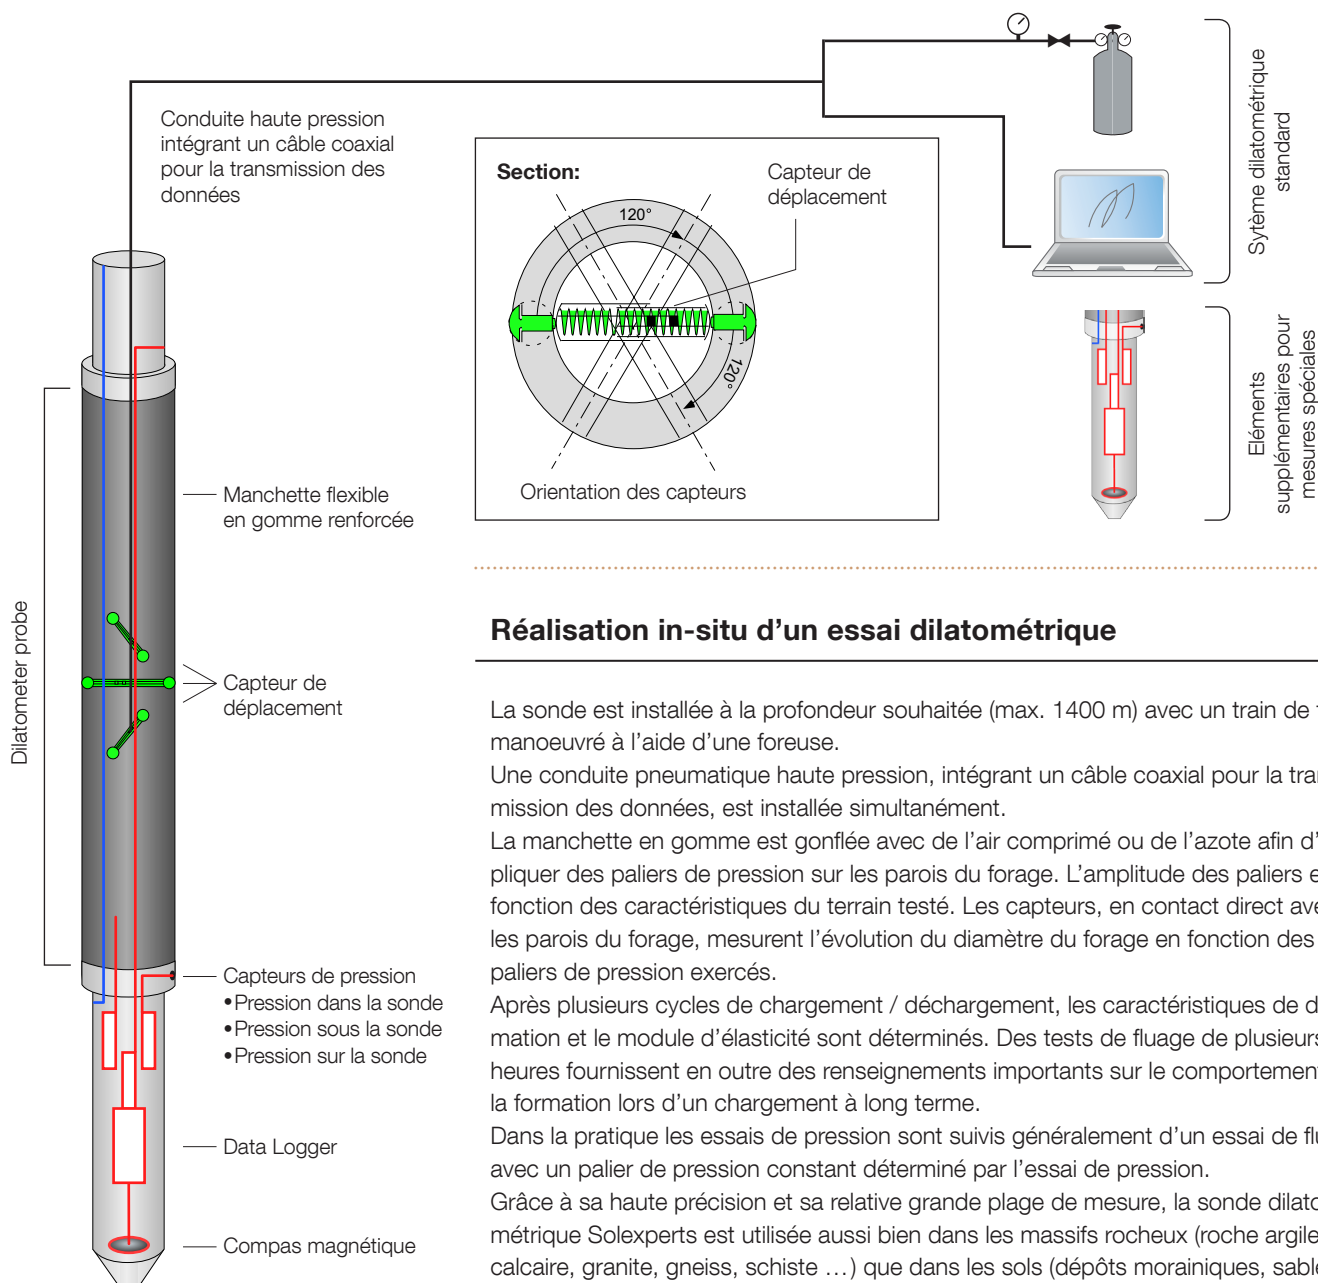 Conduite haute pression
intégrant un câble coaxial
pour la transmission des
données
Section:
Capteur de
déplacement
120°
120°
Orientation des capteurs
Sytème dilatométrique
standard
Eléments
supplémentaires pour
mesures spéciales
Dilatometer probe
Manchette flexible
en gomme renforcée
Capteur de
déplacement
Capteurs de pression
•Pression dans la sonde
•Pression sous la sonde
•Pression sur la sonde
Data Logger
Compas magnétique
Réalisation in-situ d’un essai dilatométrique
La sonde est installée à la profondeur souhaitée (max. 1400 m) avec un train de
manoeuvré à l’aide d’une foreuse.
Une conduite pneumatique haute pression, intégrant un câble coaxial pour la tran
mission des données, est installée simultanément.
La manchette en gomme est gonflée avec de l’air comprimé ou de l’azote afin d’
pliquer des paliers de pression sur les parois du forage. L’amplitude des paliers e
fonction des caractéristiques du terrain testé. Les capteurs, en contact direct ave
les parois du forage, mesurent l’évolution du diamètre du forage en fonction des
paliers de pression exercés.
Après plusieurs cycles de chargement / déchargement, les caractéristiques de d
mation et le module d’élasticité sont déterminés. Des tests de fluage de plusieurs
heures fournissent en outre des renseignements importants sur le comportement
la formation lors d’un chargement à long terme.
Dans la pratique les essais de pression sont suivis généralement d’un essai de flu
avec un palier de pression constant déterminé par l’essai de pression.
Grâce à sa haute précision et sa relative grande plage de mesure, la sonde dilato
métrique Solexperts est utilisée aussi bien dans les massifs rocheux (roche argile
calcaire, granite, gneiss, schiste …) que dans les sols (dépôts morainiques, sable